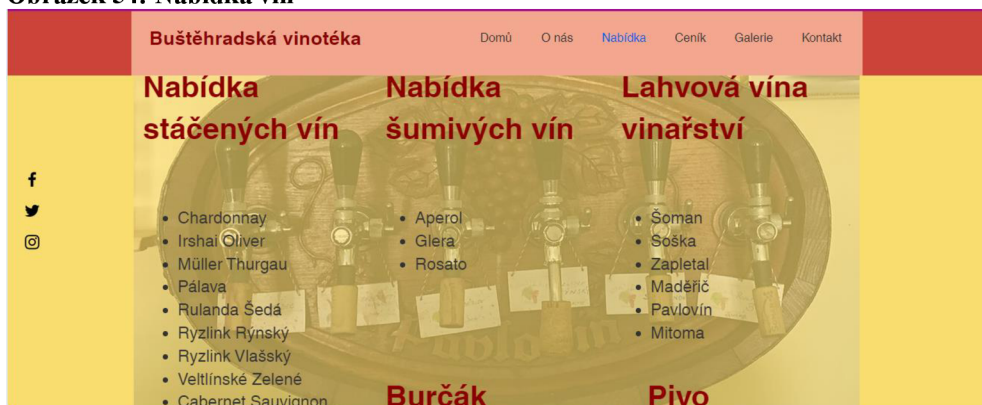 Obrázek 34: Nabídka vín
Buštěhradská vinotéka
Domů O nás Nabídka Ceník Galerie Kontakt
Nabídka
stáčených vín
Chardonnay
Irshai Oliver
Müller Thurgau
Pálava
Rulanda Šedá
Ryzlink Rýnský
Ryzlink Vlašský
Veltlínské Zelené
Cabernet Sauvignon
Nabídka
šumivých vín
Aperol
Glera
Rosato
Burčák
Lahvová vína
vinařství
Šoman
Soška
Zapletal
Maděřič
Pavlovín
Mitoma
Pivo